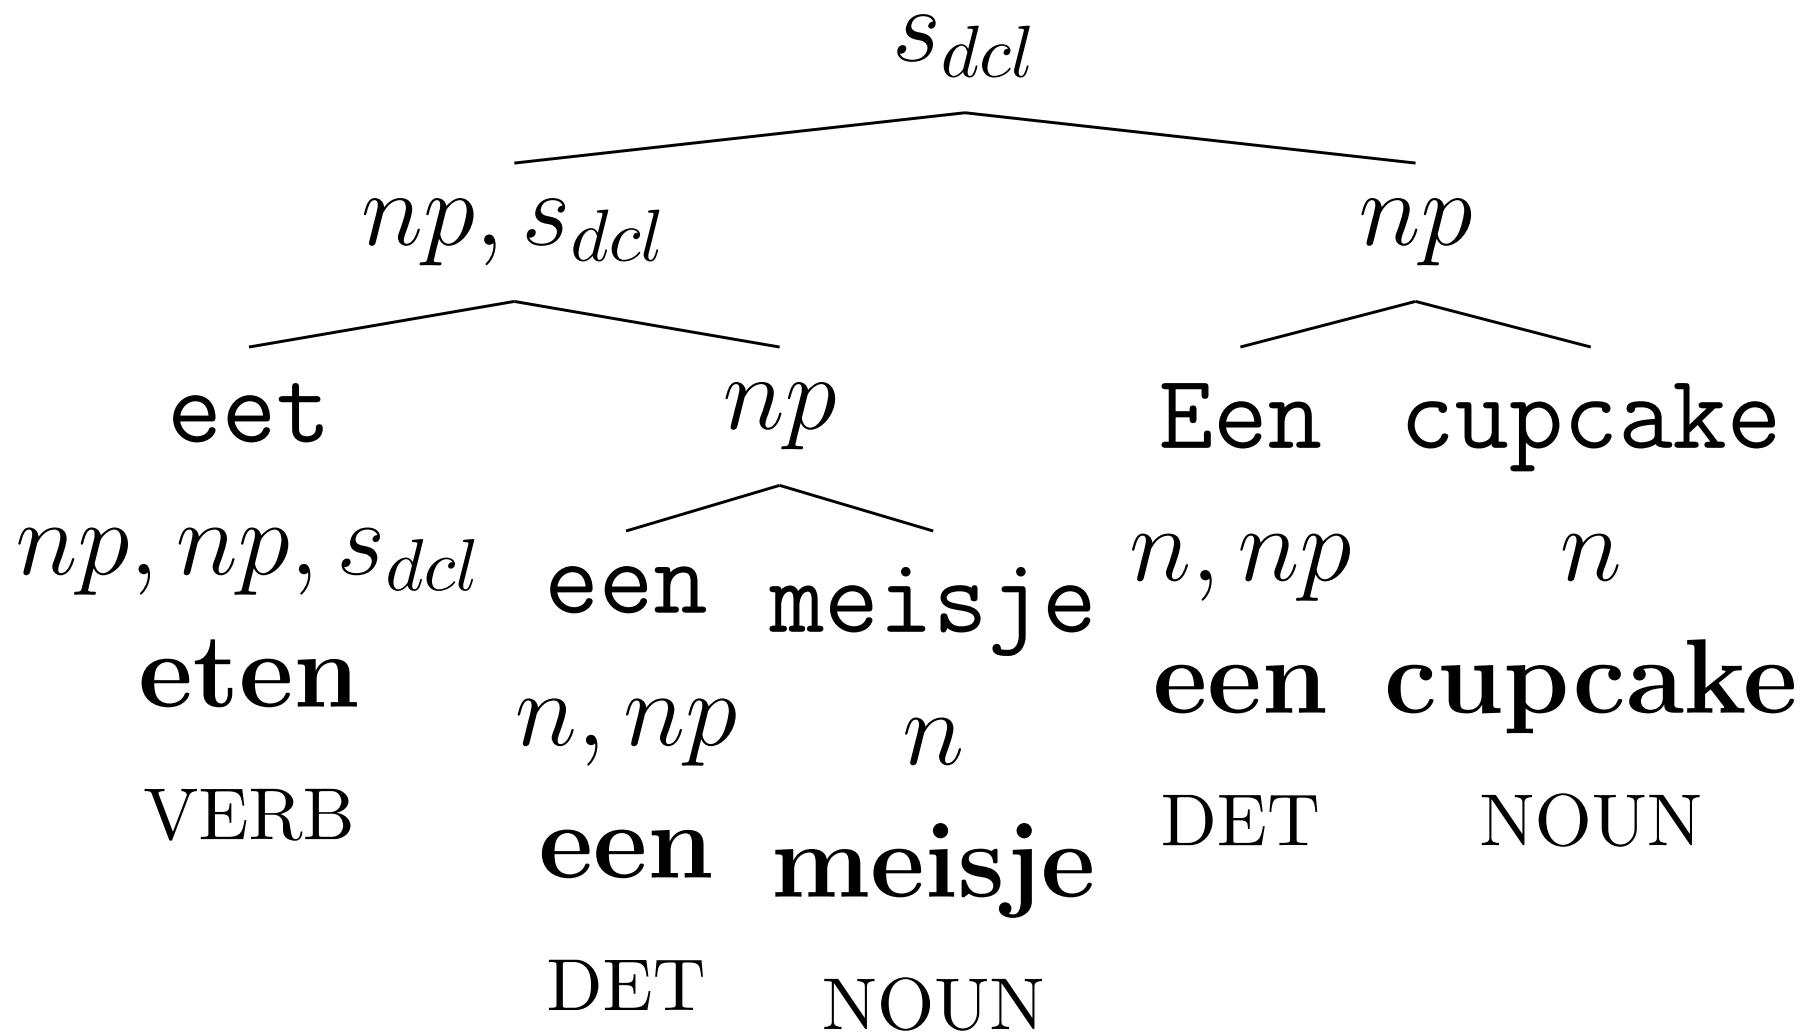 s_dcl
np, s_dcl np
eet np Een cupcake
np, np, s_dcl een meisje n, np n
eten n, np n een cupcake
VERB een meisje DET NOUN
DET NOUN